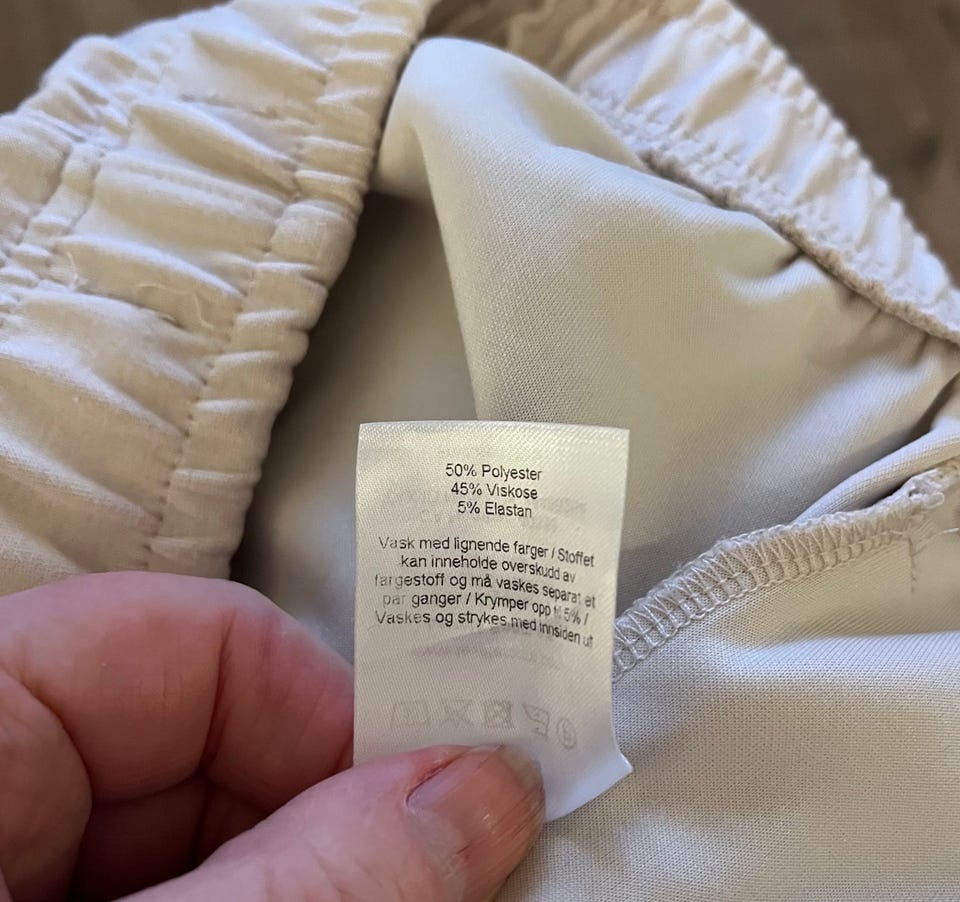 50% Polyester
45% Viskose
5% Elastan
Vask med lignende farger / Stoffet
kan inneholde overskudd av
fargestoff og må vaskes separat et
par ganger / Krymper opp til 5% /
Vaskes og strykes med innsiden ut